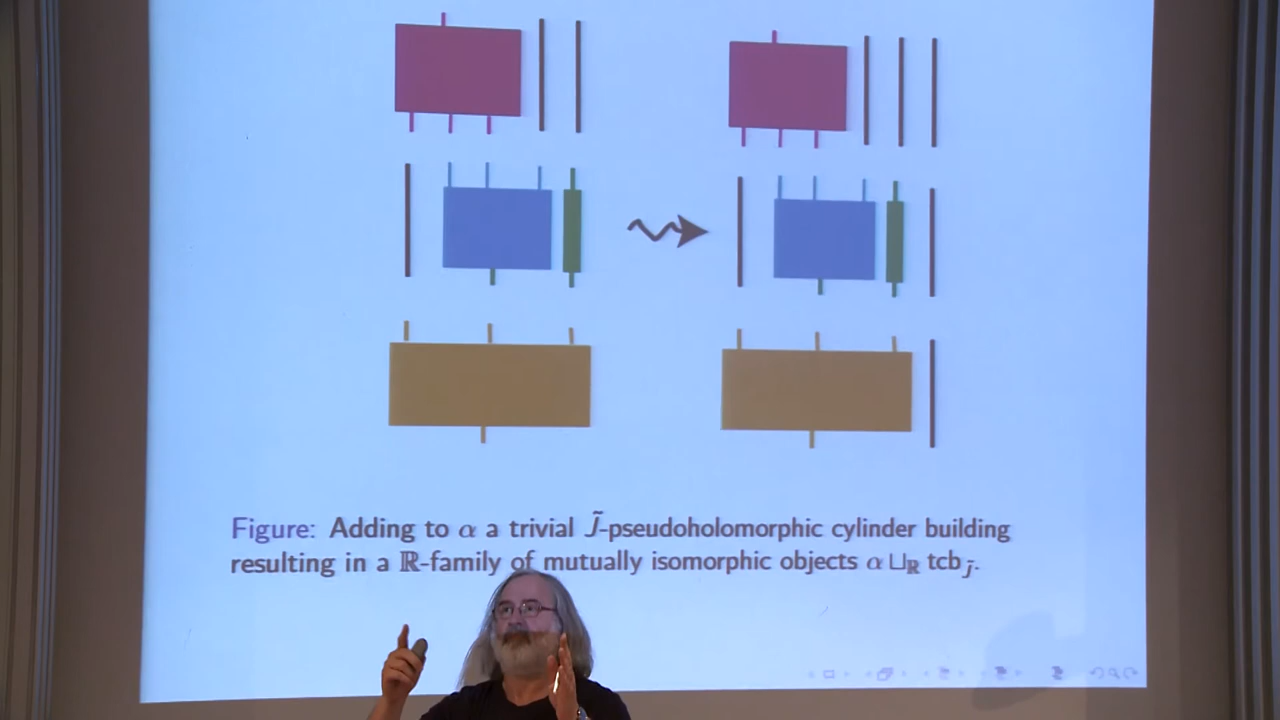 Figure: Adding to α a trivial J̃-pseudoholomorphic cylinder building
resulting in a ℝ-family of mutually isomorphic objects α ⊔_ℝ tcb_J̃.